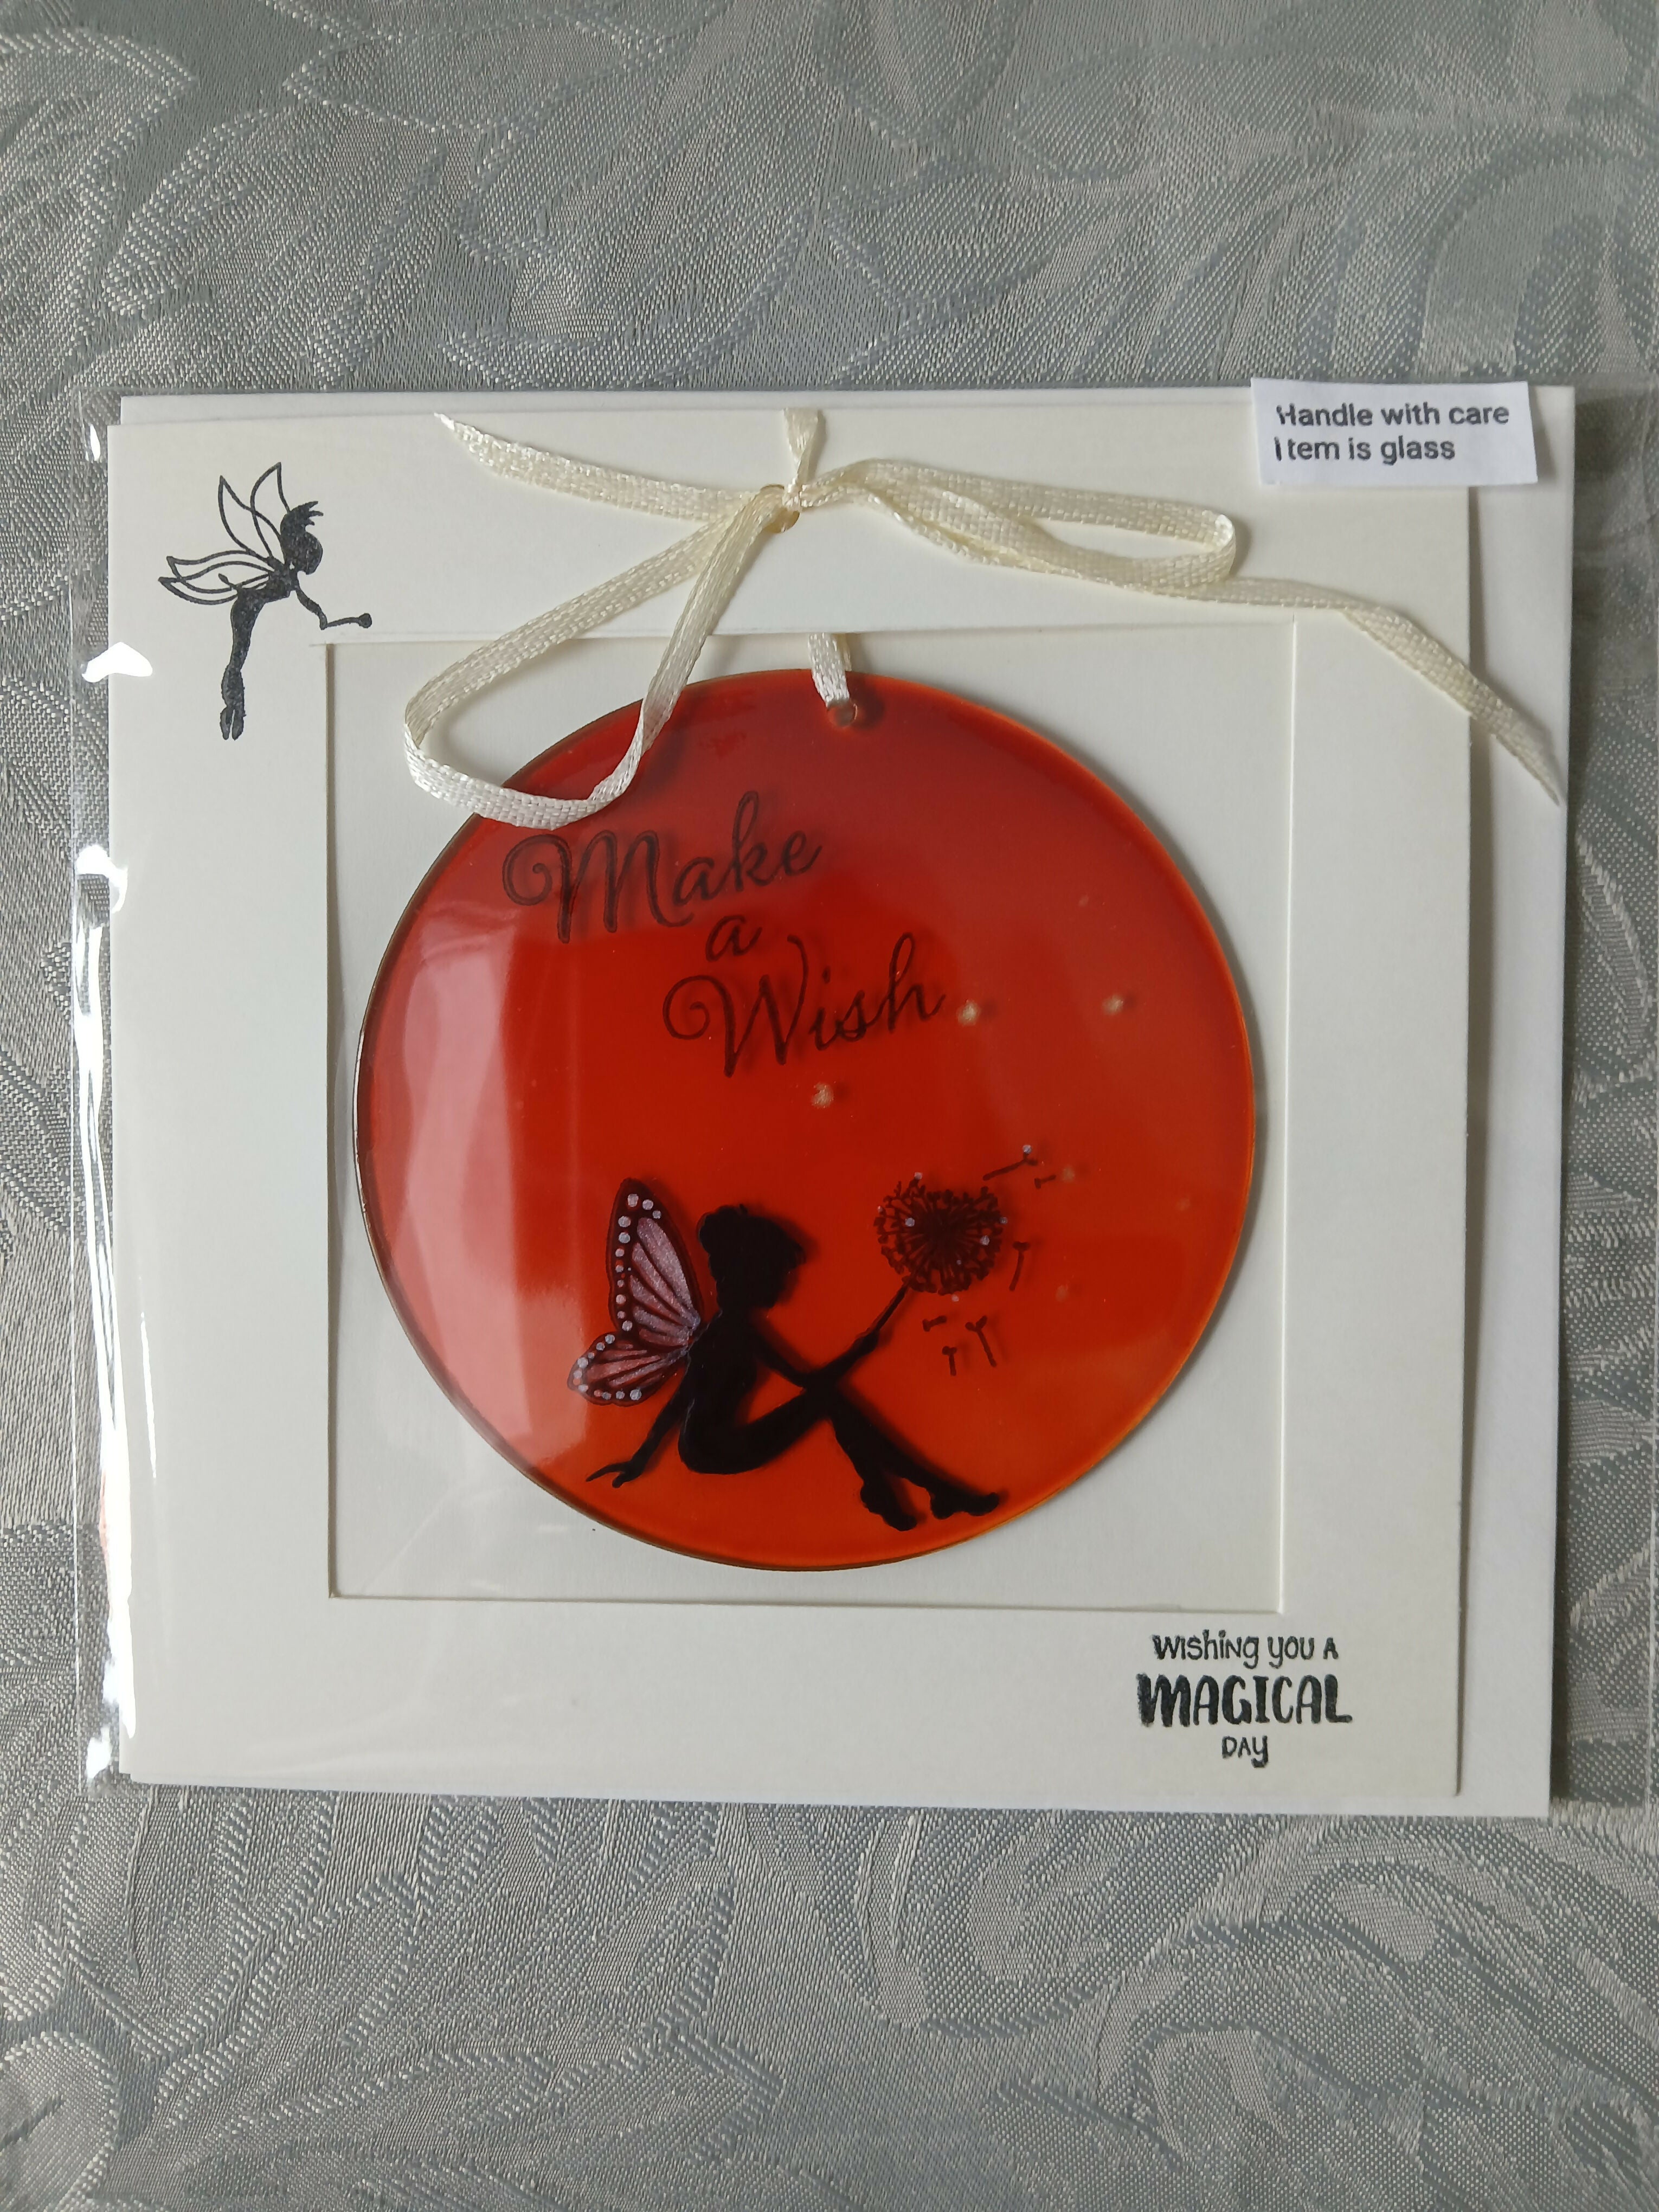 Handle with care
Item is glass
Make
a
Wish
WishiNg you A
MAGICAL
DAy